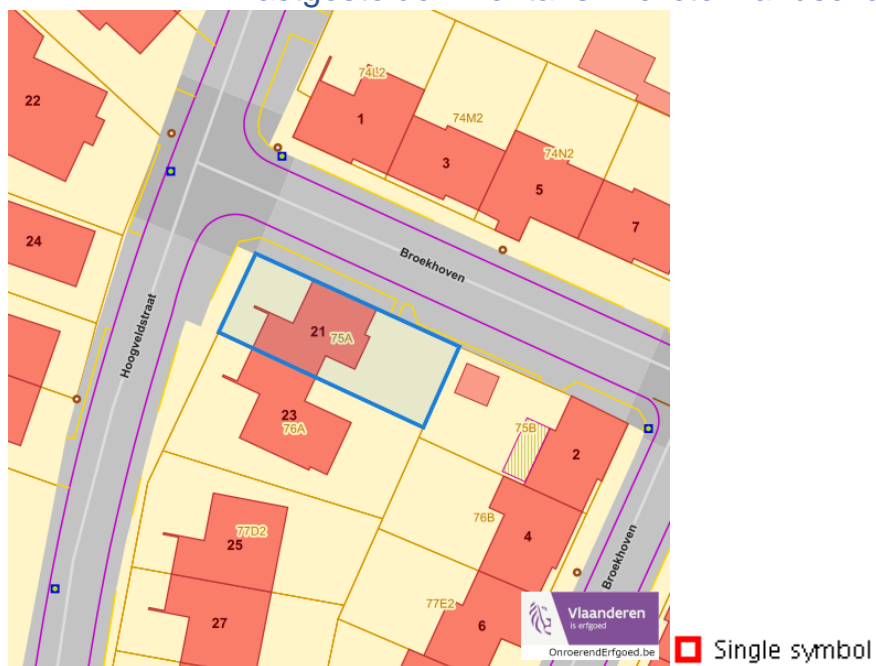 22
74L2
1
74M2
3
74N2
5
7
24
Broekhoven
Hoogveldstraat
21
75A
23
76A
75B
2
76B
4
77D2
25
Broekhoven
77E2
6
27
Vlaanderen
is erfgoed
OnroerendErfgoed.be
Single symbol